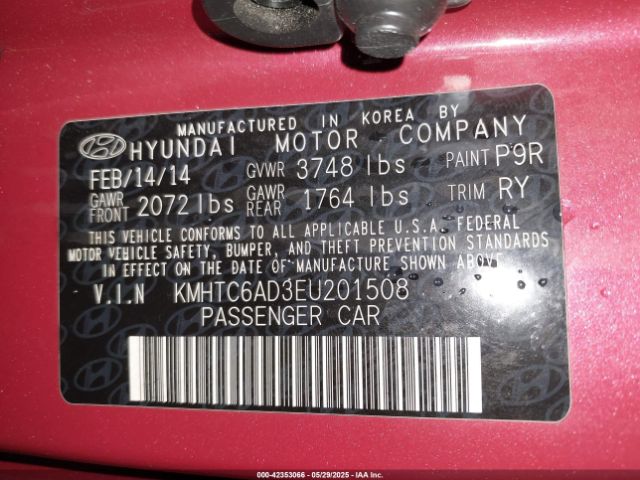 MANUFACTURED IN KOREA BY
HYUNDAI MOTOR COMPANY
FEB/14/14 GVWR 3748 lbs PAINT P9R
GAWR FRONT 2072 lbs GAWR REAR 1764 lbs TRIM RY
THIS VEHICLE CONFORMS TO ALL APPLICABLE U.S.A. FEDERAL
MOTOR VEHICLE SAFETY, BUMPER, AND THEFT PREVENTION STANDARDS
IN EFFECT ON THE DATE OF MANUFACTURE SHOWN ABOVE.
V.I.N KMHTC6AD3EU201508
PASSENGER CAR
000-42353066 - 05/29/2025 - IAA Inc.